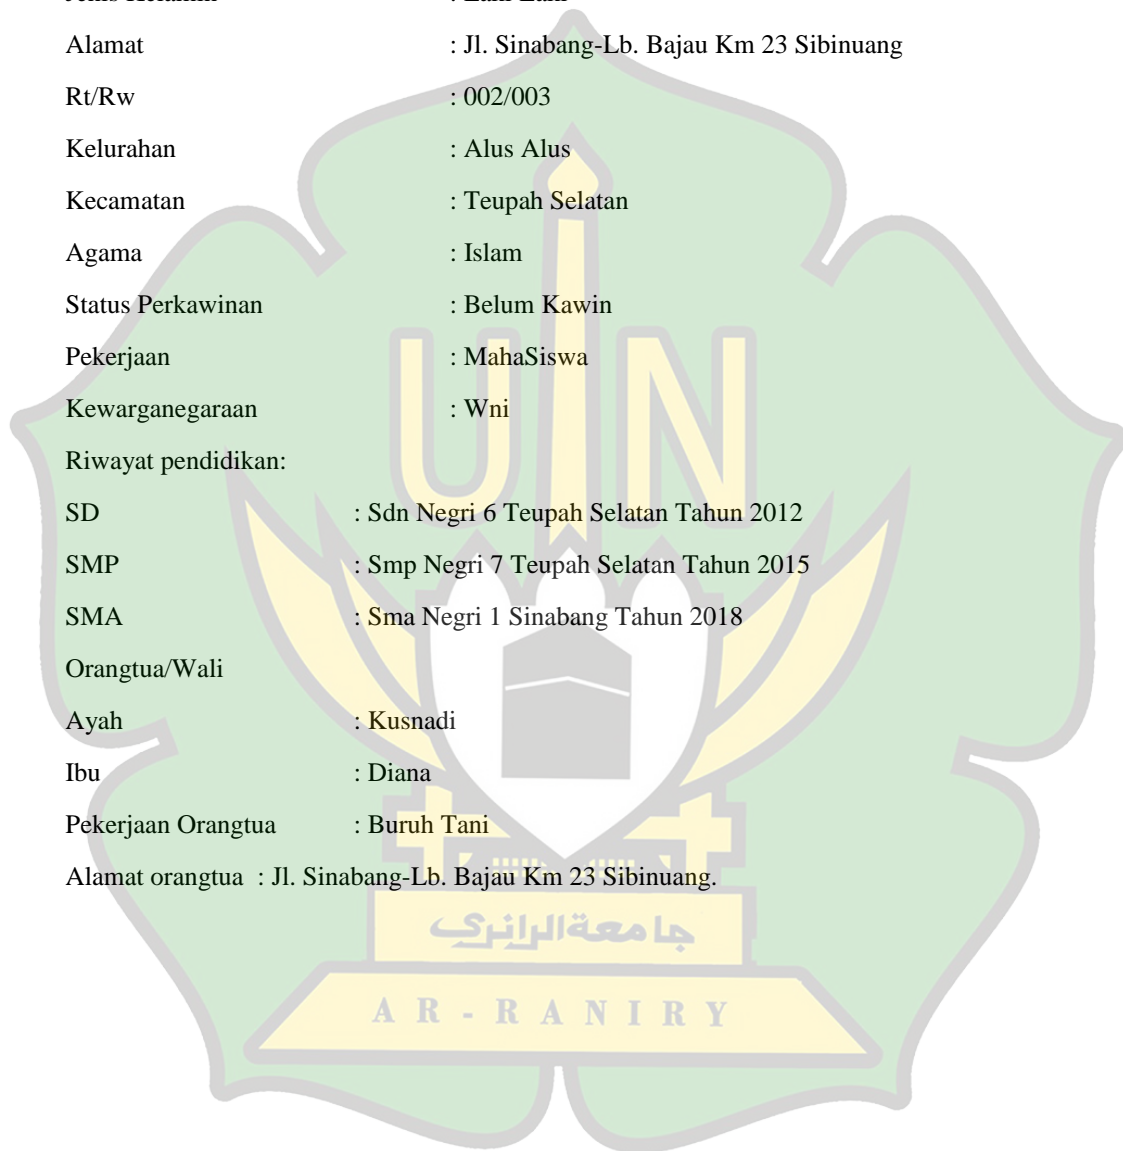 Alamat : Jl. Sinabang-Lb. Bajau Km 23 Sibinuang
Rt/Rw : 002/003
Kelurahan : Alus Alus
Kecamatan : Teupah Selatan
Agama : Islam
Status Perkawinan : Belum Kawin
Pekerjaan : MahaSiswa
Kewarganegaraan : Wni
Riwayat pendidikan:
SD : Sdn Negri 6 Teupah Selatan Tahun 2012
SMP : Smp Negri 7 Teupah Selatan Tahun 2015
SMA : Sma Negri 1 Sinabang Tahun 2018
Orangtua/Wali
Ayah : Kusnadi
Ibu : Diana
Pekerjaan Orangtua : Buruh Tani
Alamat orangtua : Jl. Sinabang-Lb. Bajau Km 23 Sibinuang.
UIN
جامعة الرانري
AR-RANIRY